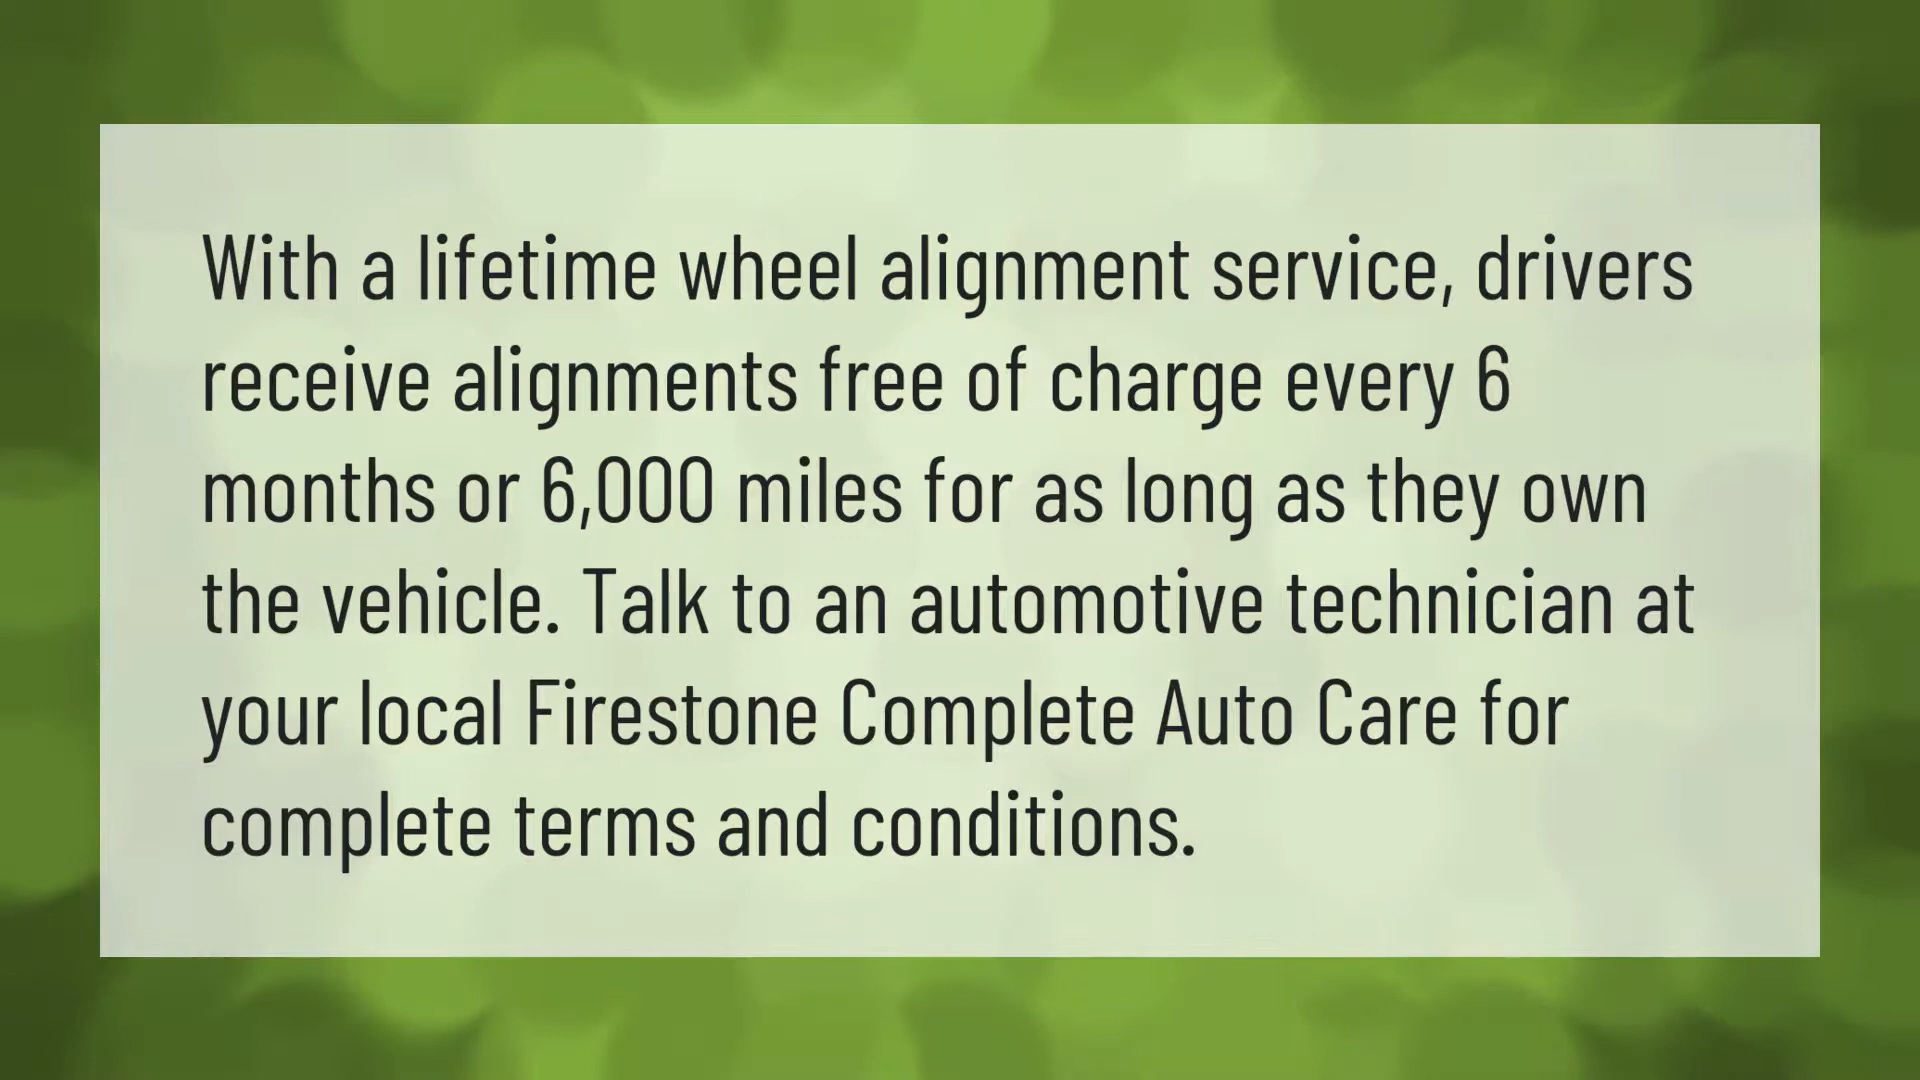 With a lifetime wheel alignment service, drivers
receive alignments free of charge every 6
months or 6,000 miles for as long as they own
the vehicle. Talk to an automotive technician at
your local Firestone Complete Auto Care for
complete terms and conditions.